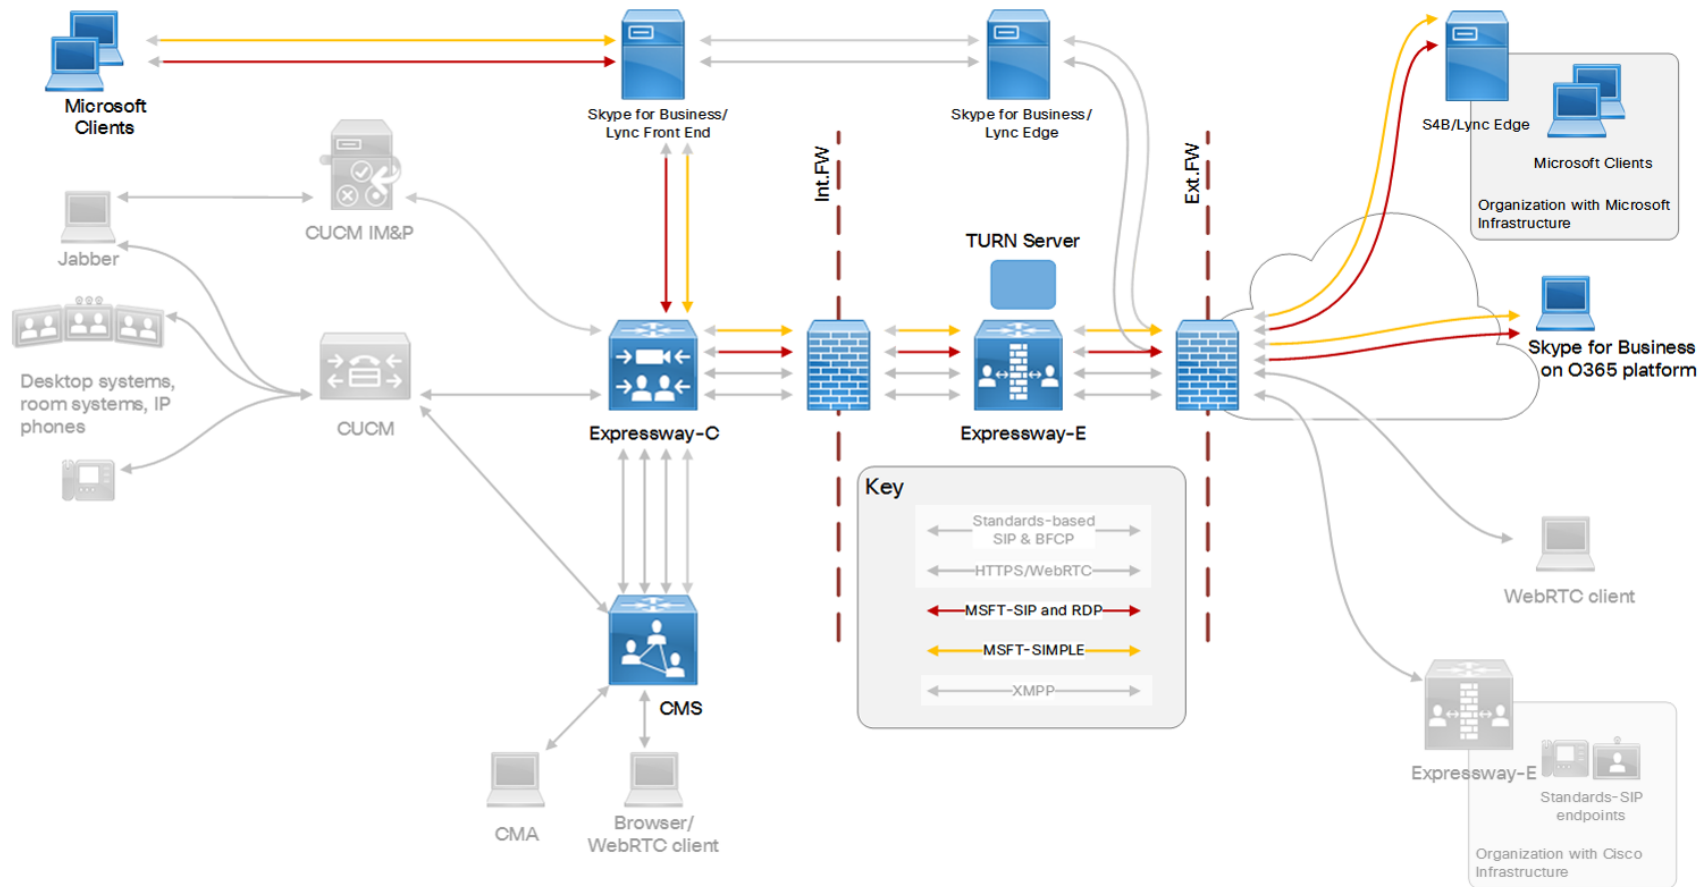 Microsoft
Clients
Skype for Business/
Lync Front End
Skype for Business/
Lync Edge
S4B/Lync Edge
Microsoft Clients
Organization with Microsoft
Infrastructure
Int.FW
Ext.FW
CUCM IM&P
Jabber
TURN Server
Desktop systems,
room systems, IP
phones
CUCM
Expressway-C
Expressway-E
Skype for Business
on O365 platform
Key
Standards-based
SIP & BFCP
HTTPS/WebRTC
MSFT-SIP and RDP
MSFT-SIMPLE
XMPP
WebRTC client
CMS
CMA
Browser/
WebRTC client
Expressway-E
Standards-SIP
endpoints
Organization with Cisco
Infrastructure